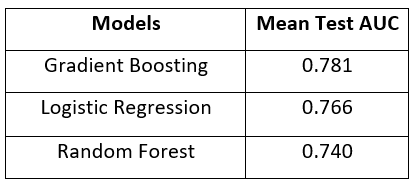 Models Mean Test AUC
Gradient Boosting 0.781
Logistic Regression 0.766
Random Forest 0.740